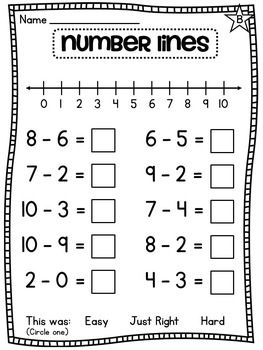 Name
B
NUMBER LINES
0 1 2 3 4 5 6 7 8 9 10
8 - 6 = 6 - 5 =
7 - 2 = 9 - 2 =
10 - 3 = 7 - 4 =
10 - 9 = 8 - 2 =
2 - 0 = 4 - 3 =
This was: Easy Just Right Hard
(Circle one)